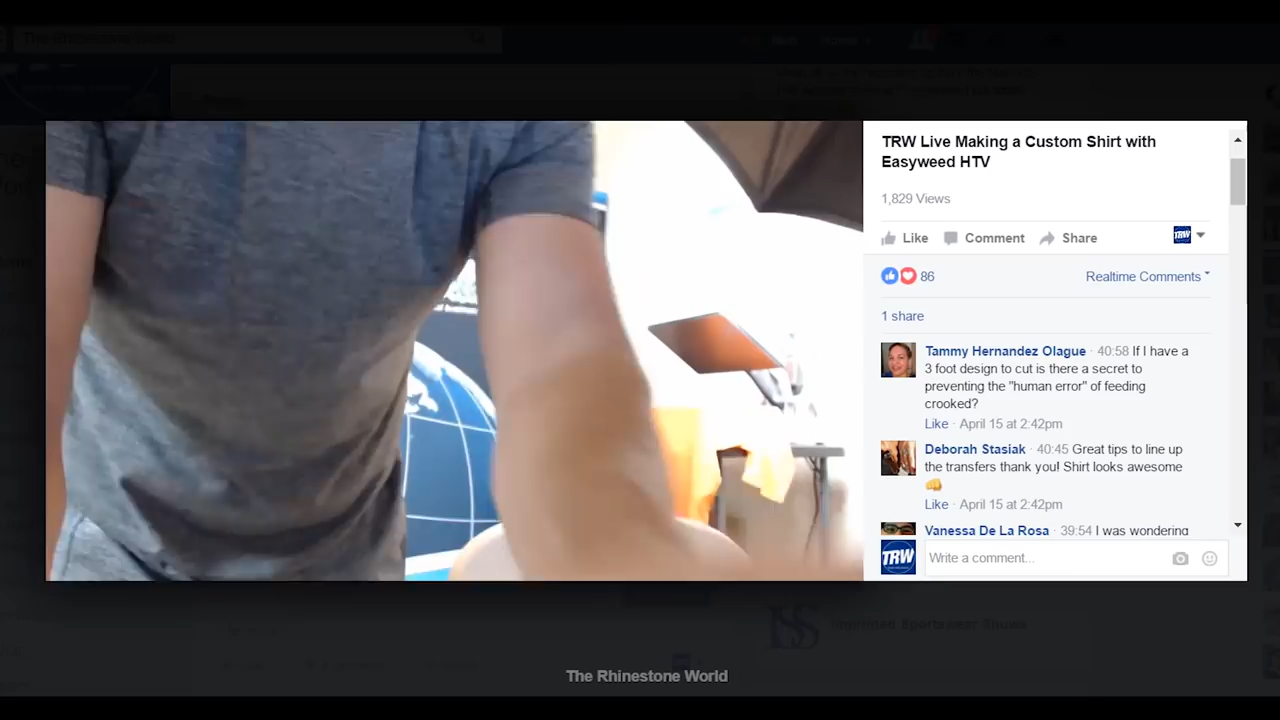 The Rhinestone World
TRW Live Making a Custom Shirt with
Easyweed HTV
1,829 Views
Like Comment Share TRW
86 Realtime Comments
1 share
Tammy Hernandez Olague · 40:58 If I have a
3 foot design to cut is there a secret to
preventing the "human error" of feeding
crooked?
Like · April 15 at 2:42pm
Deborah Stasiak · 40:45 Great tips to line up
the transfers thank you! Shirt looks awesome
👊
Like · April 15 at 2:42pm
Vanessa De La Rosa · 39:54 I was wondering
TRW Write a comment...
The Rhinestone World